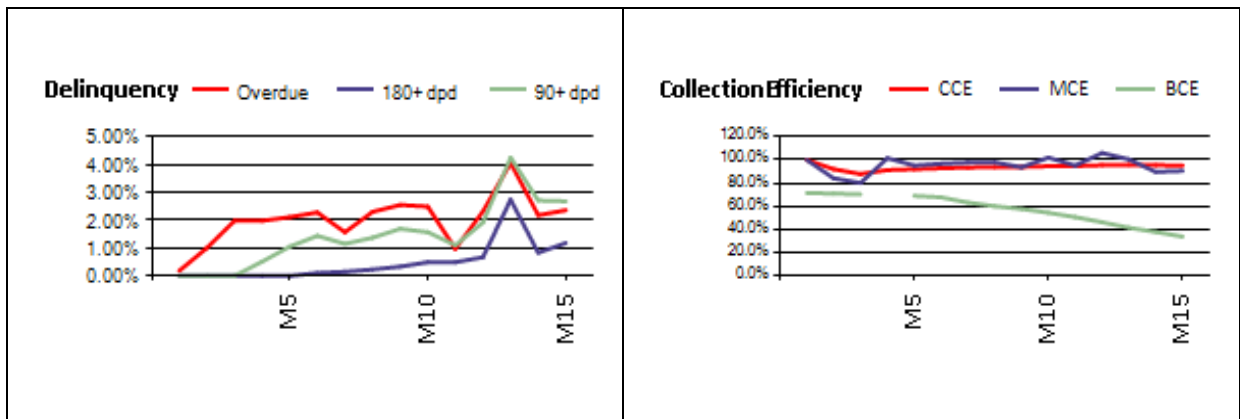 Delinquency Overdue 180+ dpd 90+ dpd
5.00%
4.00%
3.00%
2.00%
1.00%
0.00%
M5
M10
M15
Collection Efficiency CCE MCE BCE
120.0%
100.0%
80.0%
60.0%
40.0%
20.0%
0.0%
M5
M10
M15